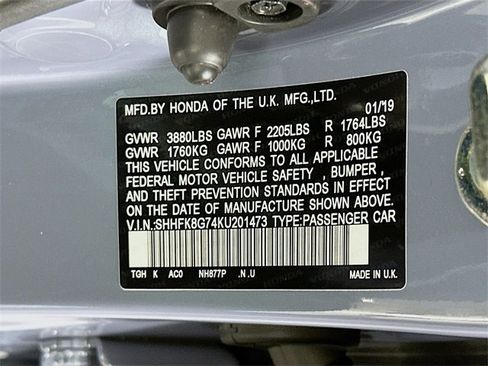 MFD.BY HONDA OF THE U.K. MFG.,LTD.
01/19
GVWR 3880LBS GAWR F 2205LBS R 1764LBS
GVWR 1760KG GAWR F 1000KG R 800KG
THIS VEHICLE CONFORMS TO ALL APPLICABLE
FEDERAL MOTOR VEHICLE SAFETY , BUMPER ,
AND THEFT PREVENTION STANDARDS IN EFFECT
ON THE DATE OF MANUFACTURE SHOWN ABOVE.
V.I.N:SHHFK8G74KU201473 TYPE:PASSENGER CAR
TGH K AC0 NH877P .N.U MADE IN U.K.